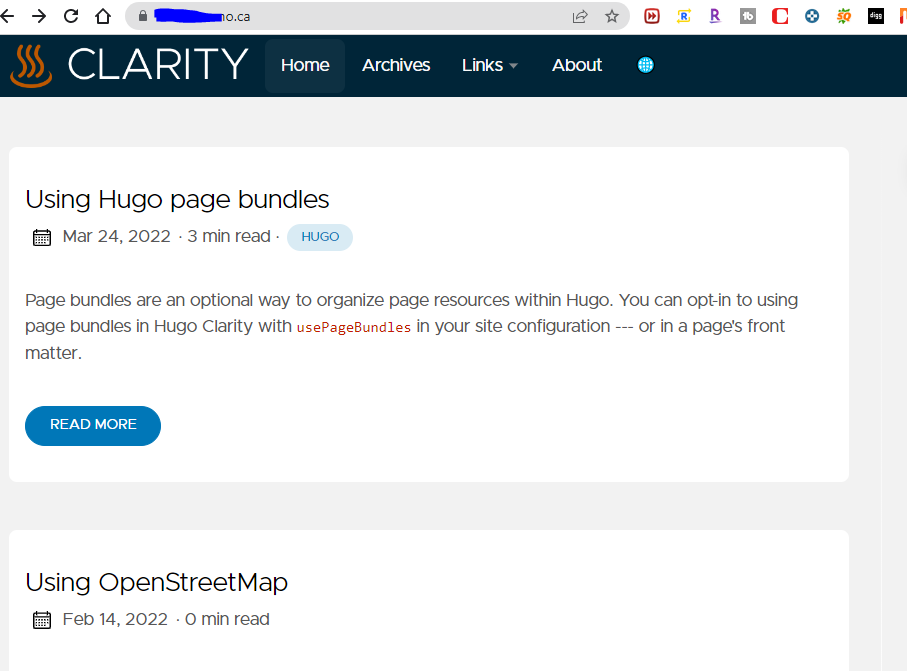 no.ca
CLARITY Home Archives Links About
Using Hugo page bundles
Mar 24, 2022 · 3 min read · HUGO
Page bundles are an optional way to organize page resources within Hugo. You can opt-in to using
page bundles in Hugo Clarity with usePageBundles in your site configuration --- or in a page's front
matter.
READ MORE
Using OpenStreetMap
Feb 14, 2022 · 0 min read